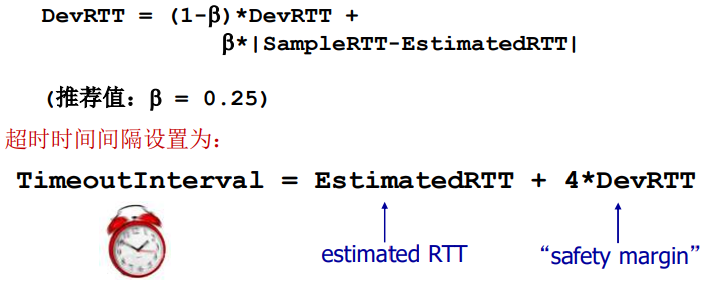 DevRTT = (1-β)*DevRTT +
β*|SampleRTT-EstimatedRTT|
(推荐值：β = 0.25)
超时时间间隔设置为:
TimeoutInterval = EstimatedRTT + 4*DevRTT
estimated RTT “safety margin”